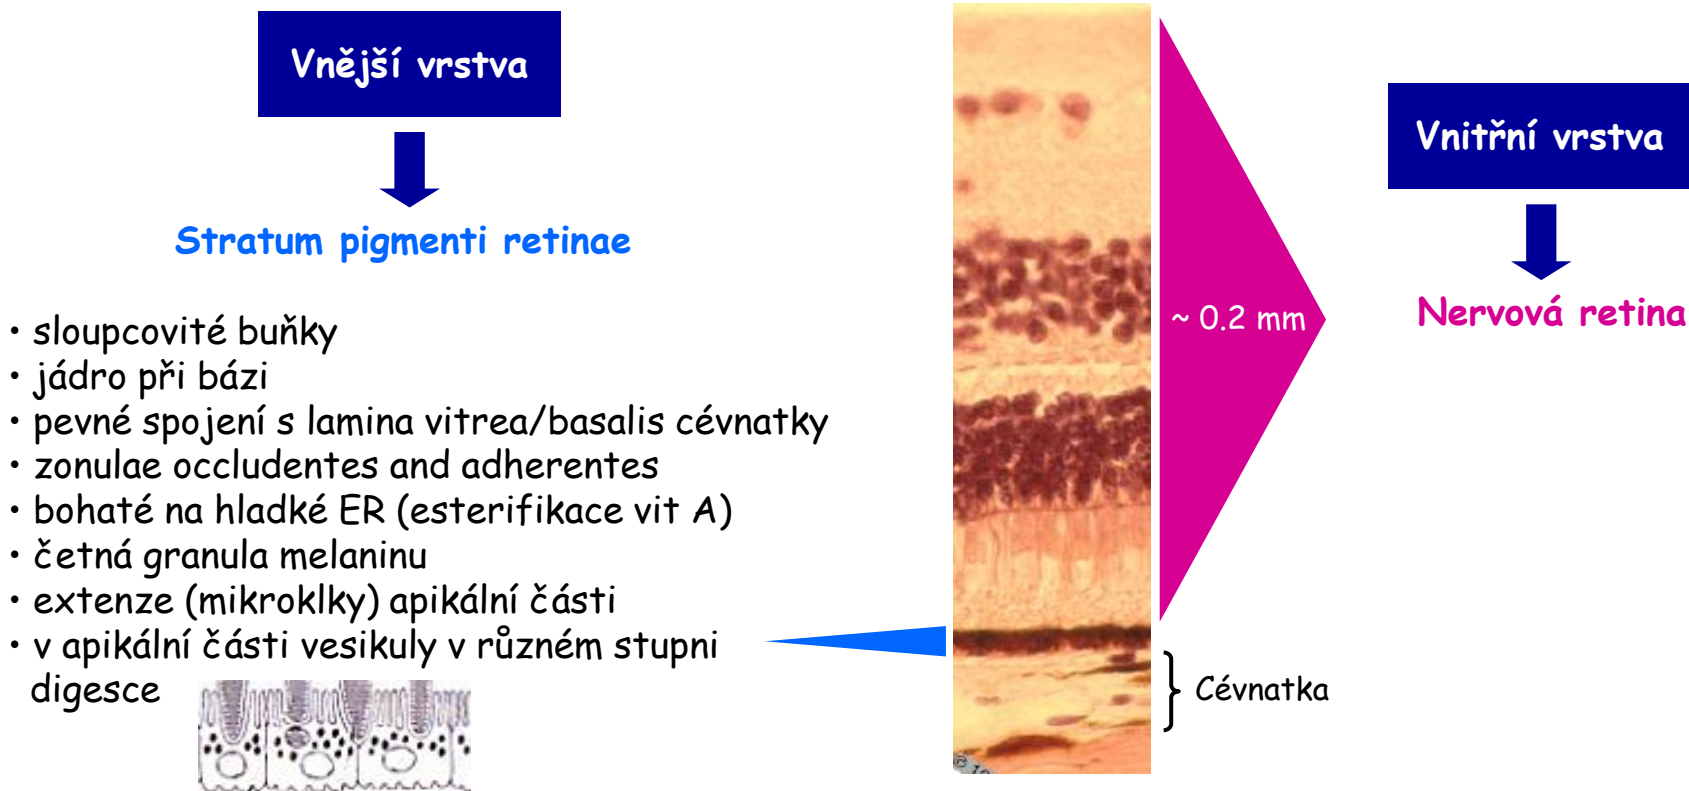 Vnější vrstva
Stratum pigmenti retinae
• sloupcovité buňky
• jádro při bázi
• pevné spojení s lamina vitrea/basalis cévnatky
• zonulae occludentes and adherentes
• bohaté na hladké ER (esterifikace vit A)
• četná granula melaninu
• extenze (mikroklky) apikální části
• v apikální části vesikuly v různém stupni
digesce
~ 0.2 mm
Vnitřní vrstva
Nervová retina
Cévnatka